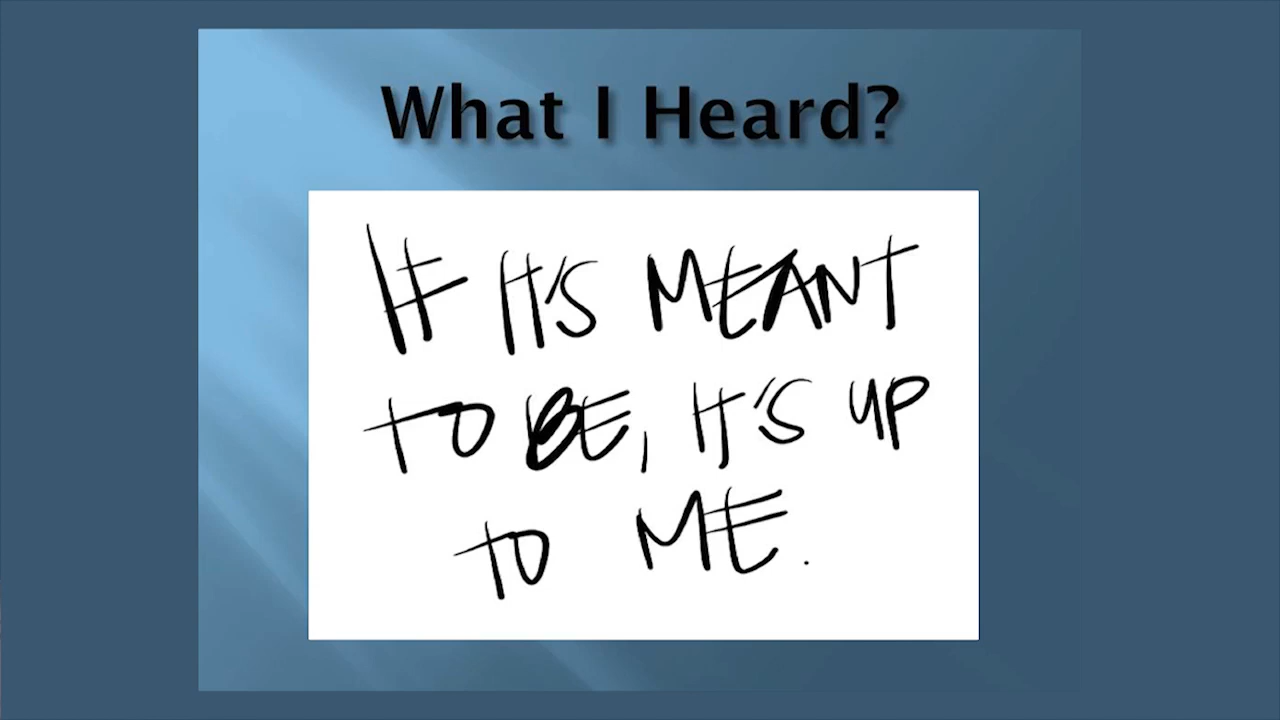 What I Heard?
IF IT'S MEANT
TO BE, IT'S UP
TO ME.